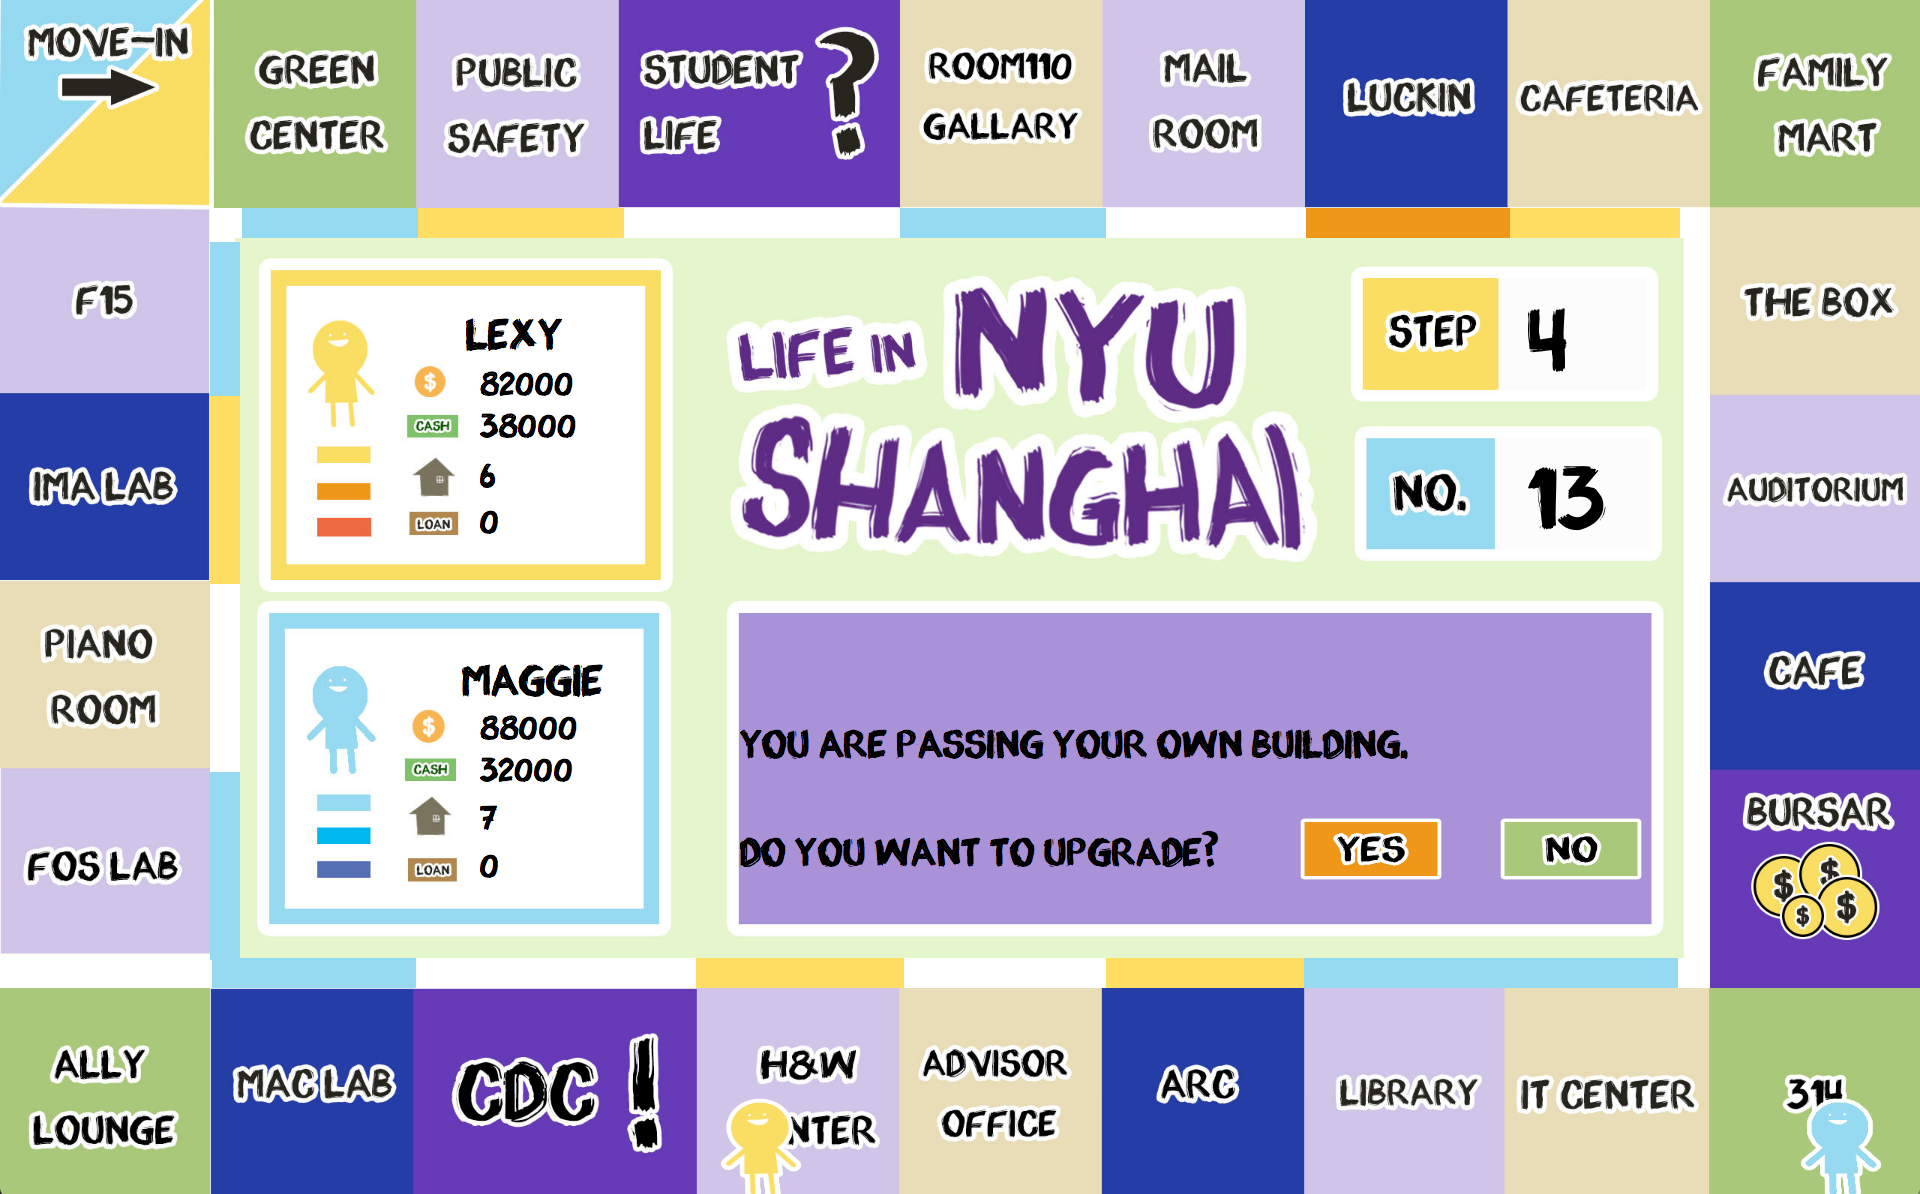 MOVE-IN
GREEN
CENTER
PUBLIC
SAFETY
STUDENT
LIFE
?
ROOM110
GALLARY
MAIL
ROOM
LUCKIN
CAFETERIA
FAMILY
MART
F15
IMA LAB
PIANO
ROOM
FOS LAB
LEXY
$ 82000
CASH 38000
6
LOAN 0
MAGGIE
$ 88000
CASH 32000
7
LOAN 0
LIFE IN NYU
SHANGHAI
STEP 4
NO. 13
YOU ARE PASSING YOUR OWN BUILDING.
DO YOU WANT TO UPGRADE? YES NO
THE BOX
AUDITORIUM
CAFE
BURSAR
$ $ $ $
ALLY
LOUNGE
MAC LAB
CDC !
H&W
NTER
ADVISOR
OFFICE
ARC
LIBRARY
IT CENTER
314